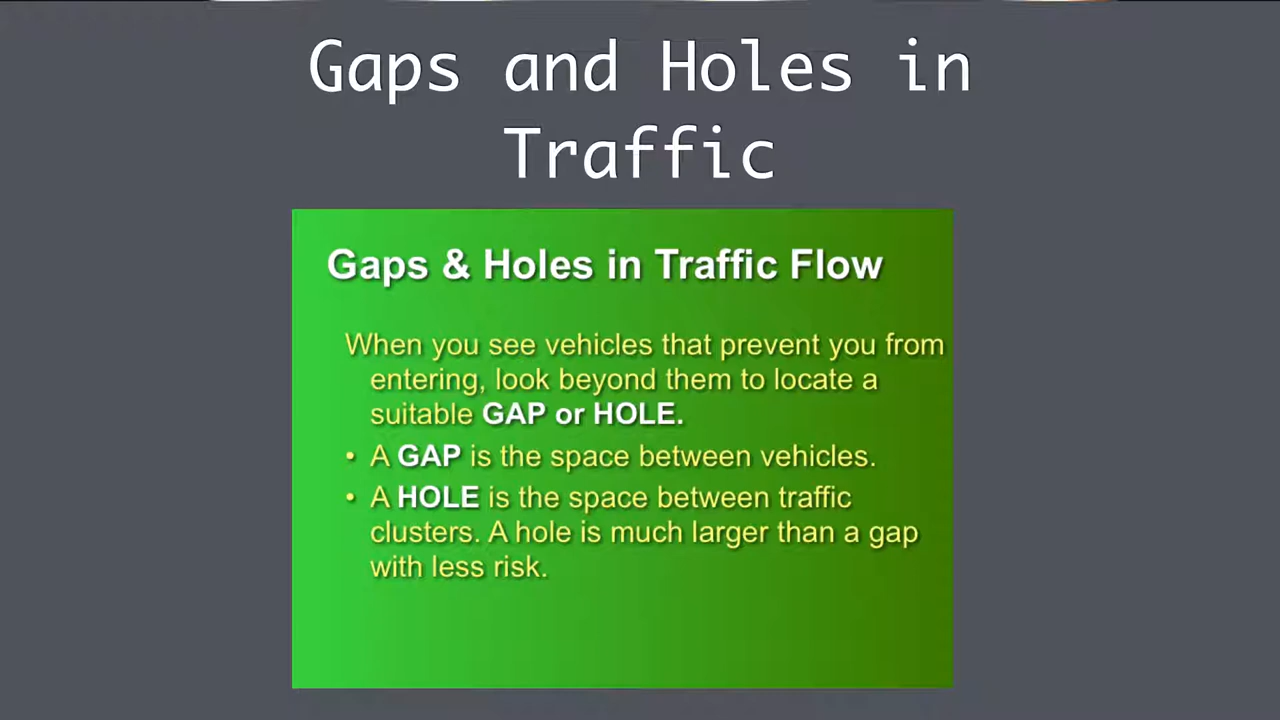 Gaps and Holes in
Traffic
Gaps & Holes in Traffic Flow
When you see vehicles that prevent you from
entering, look beyond them to locate a
suitable GAP or HOLE.
• A GAP is the space between vehicles.
• A HOLE is the space between traffic
clusters. A hole is much larger than a gap
with less risk.